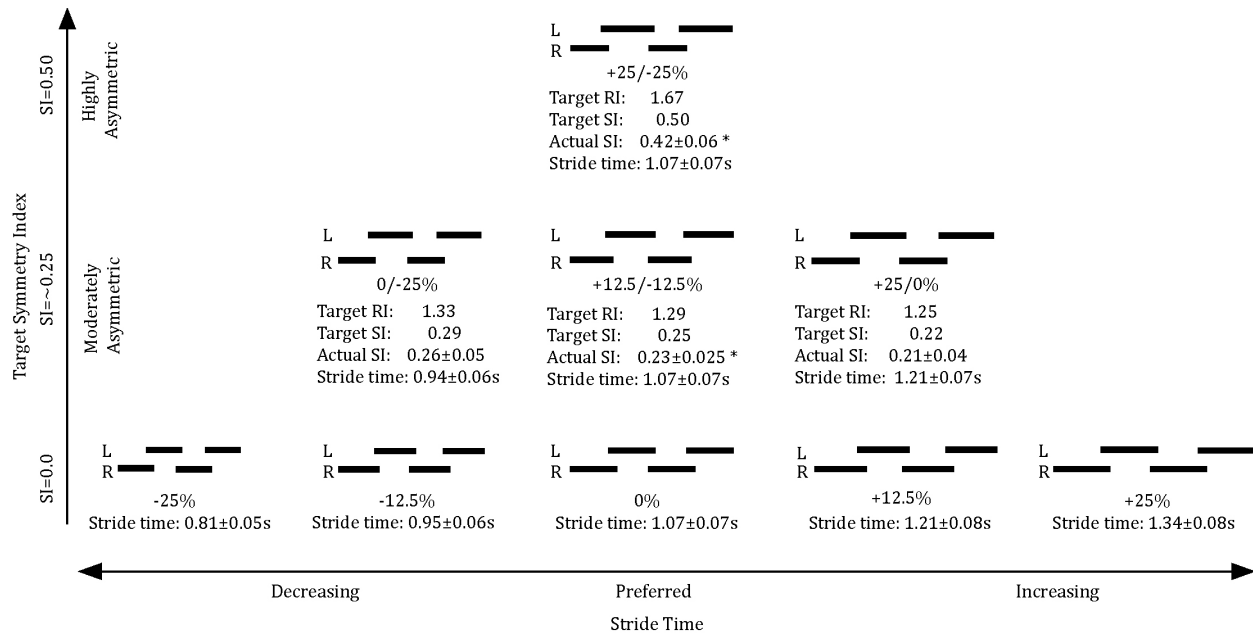 L
R
+25/-25%
Target RI: 1.67
Target SI: 0.50
Actual SI: 0.42±0.06 *
Stride time: 1.07±0.07s
SI=0.50
Highly
Asymmetric
L
R
0/-25%
Target RI: 1.33
Target SI: 0.29
Actual SI: 0.26±0.05
Stride time: 0.94±0.06s
L
R
+12.5/-12.5%
Target RI: 1.29
Target SI: 0.25
Actual SI: 0.23±0.025 *
Stride time: 1.07±0.07s
L
R
+25/0%
Target RI: 1.25
Target SI: 0.22
Actual SI: 0.21±0.04
Stride time: 1.21±0.07s
Target Symmetry Index
SI=~0.25
Moderately
Asymmetric
SI=0.0
L
R
-25%
Stride time: 0.81±0.05s
L
R
-12.5%
Stride time: 0.95±0.06s
L
R
0%
Stride time: 1.07±0.07s
L
R
+12.5%
Stride time: 1.21±0.08s
L
R
+25%
Stride time: 1.34±0.08s
Decreasing
Preferred
Increasing
Stride Time